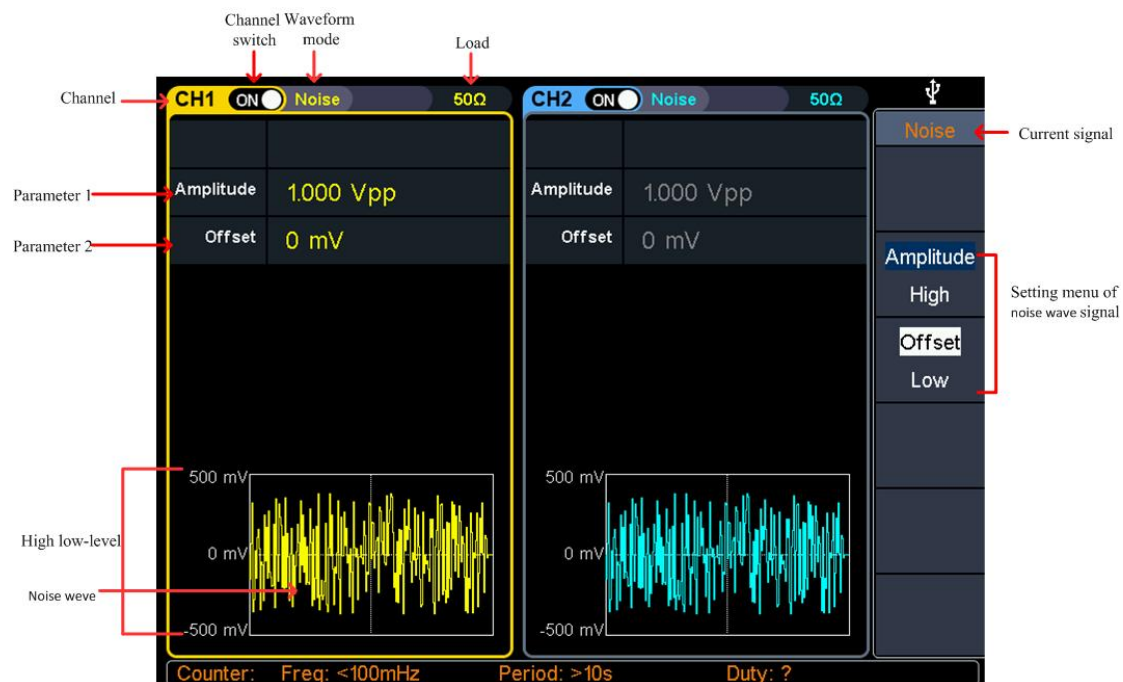 Channel switch
Waveform mode
Load
Channel
CH1 ON Noise 50Ω
CH2 ON Noise 50Ω
Noise
Current signal
Parameter 1
Amplitude 1.000 Vpp
Amplitude 1.000 Vpp
Parameter 2
Offset 0 mV
Offset 0 mV
Amplitude
High
Offset
Low
Setting menu of
noise wave signal
500 mV
0 mV
-500 mV
500 mV
0 mV
-500 mV
High low-level
Noise weve
Counter: Freq: <100mHz Period: >10s Duty: ?